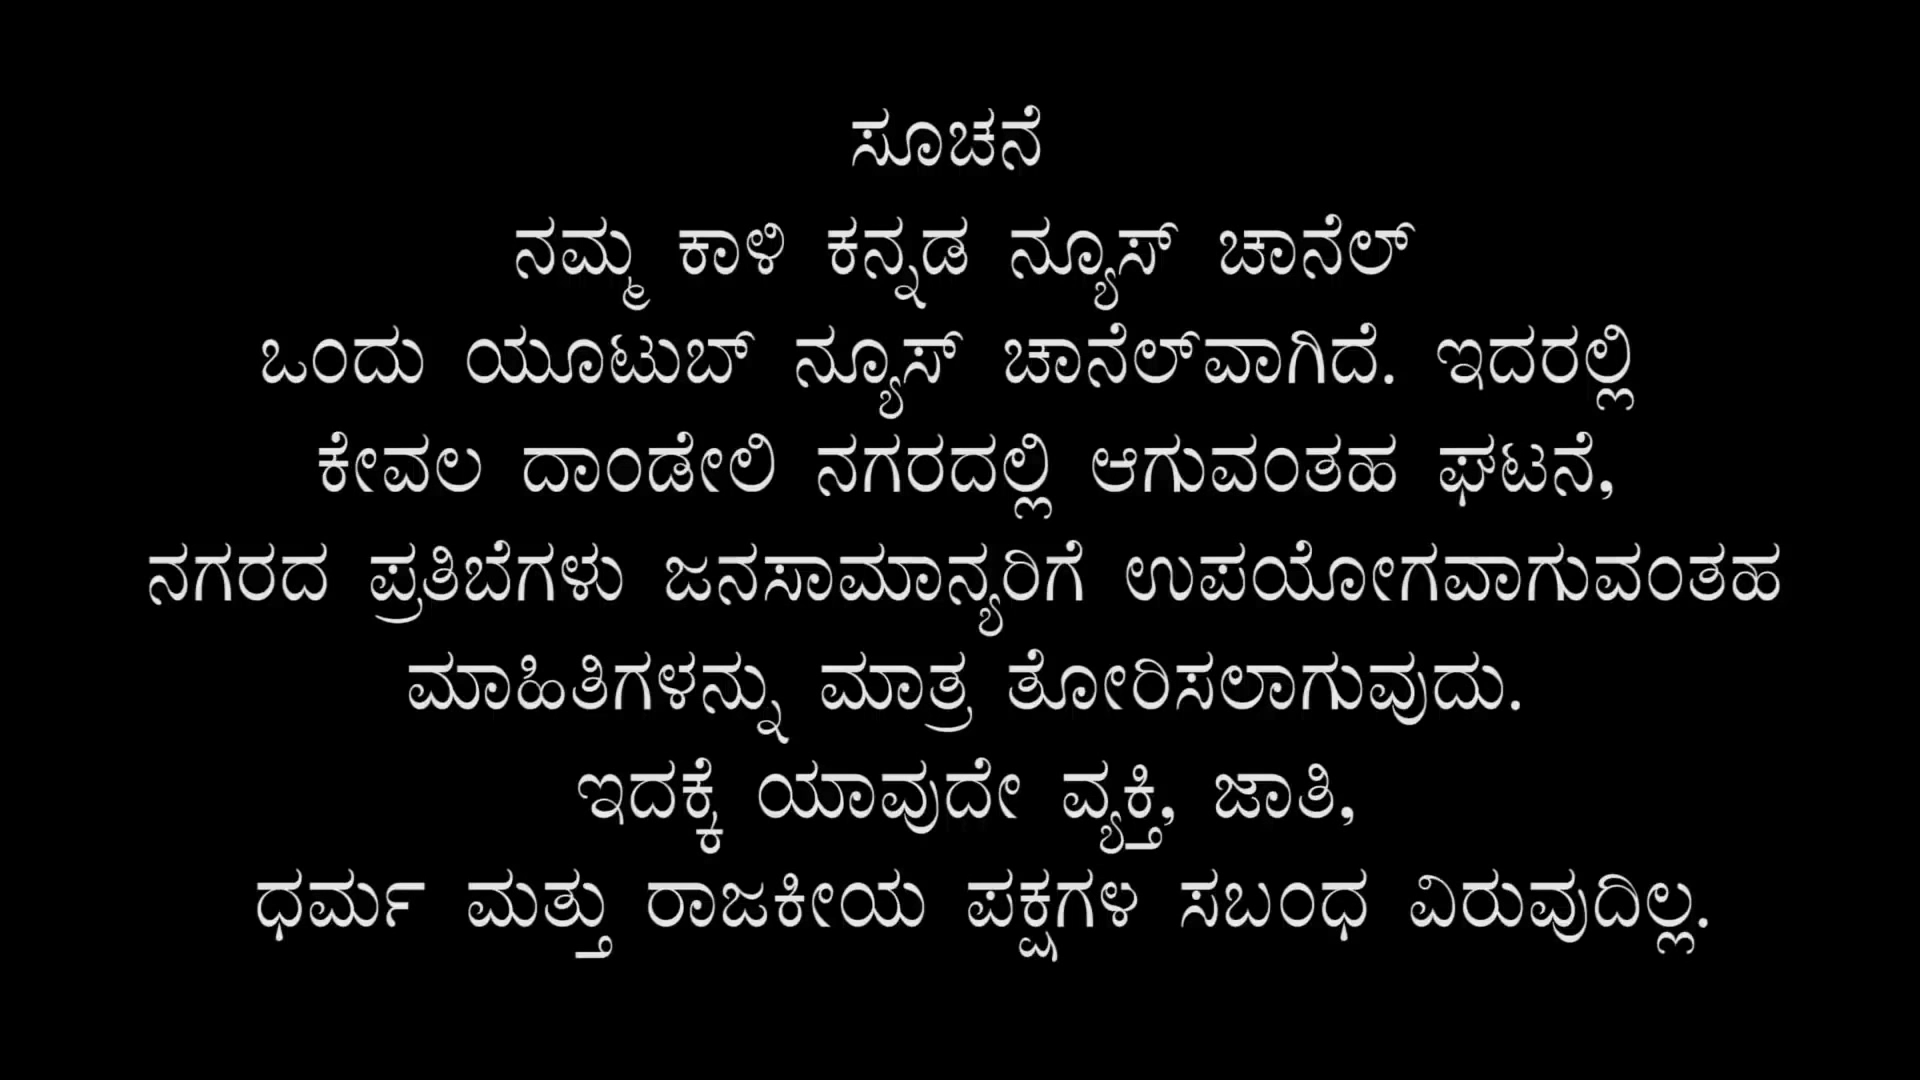 ಸೂಚನೆ
ನಮ್ಮ ಕಾಳಿ ಕನ್ನಡ ನ್ಯೂಸ್ ಚಾನೆಲ್
ಒಂದು ಯೂಟುಬ್ ನ್ಯೂಸ್ ಚಾನೆಲ್‌ವಾಗಿದೆ. ಇದರಲ್ಲಿ
ಕೇವಲ ದಾಂಡೇಲಿ ನಗರದಲ್ಲಿ ಆಗುವಂತಹ ಘಟನೆ,
ನಗರದ ಪ್ರತಿಬೆಗಳು ಜನಸಾಮಾನ್ಯರಿಗೆ ಉಪಯೋಗವಾಗುವಂತಹ
ಮಾಹಿತಿಗಳನ್ನು ಮಾತ್ರ ತೋರಿಸಲಾಗುವುದು.
ಇದಕ್ಕೆ ಯಾವುದೇ ವ್ಯಕ್ತಿ, ಜಾತಿ,
ಧರ್ಮ ಮತ್ತು ರಾಜಕೀಯ ಪಕ್ಷಗಳ ಸಬಂಧ ವಿರುವುದಿಲ್ಲ.